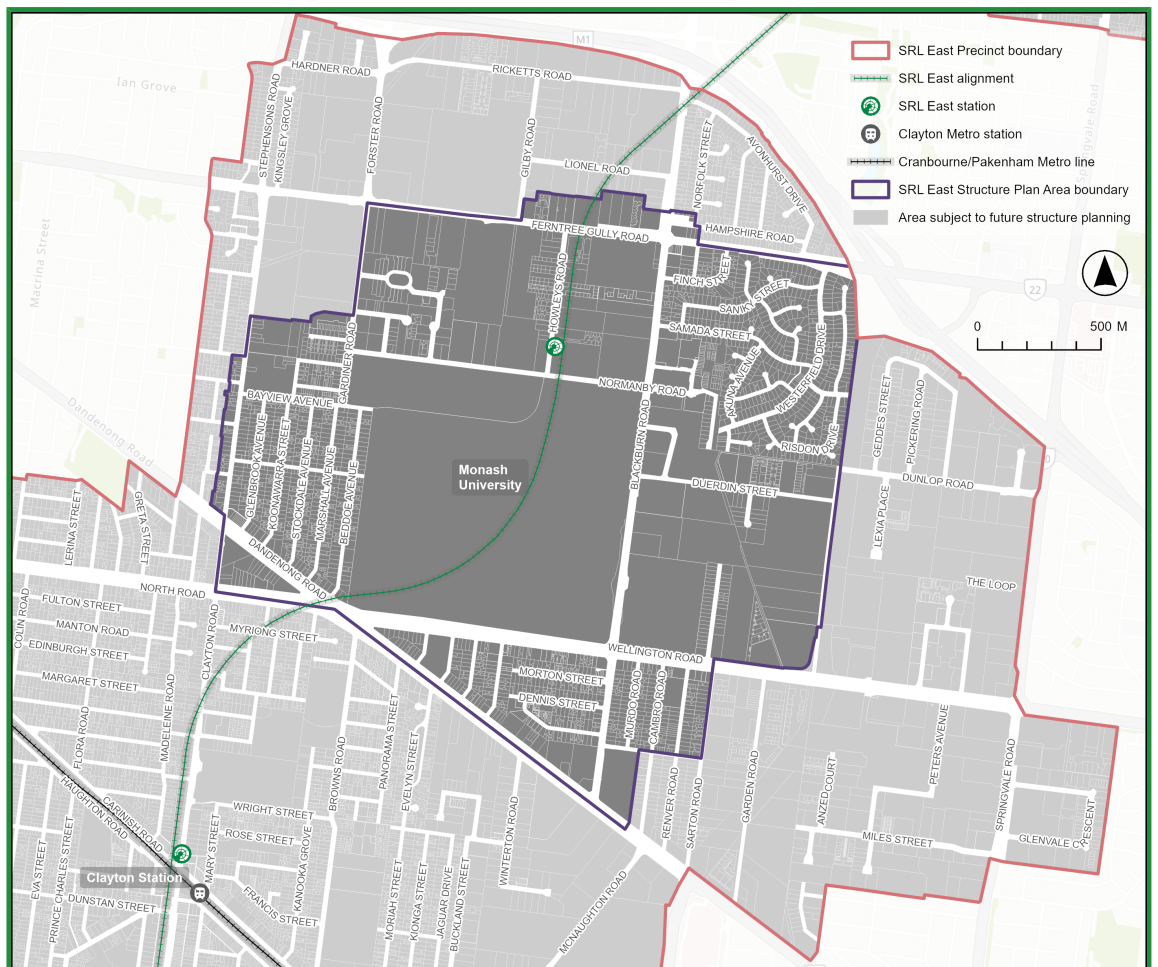 SRL East Precinct boundary
SRL East alignment
SRL East station
Clayton Metro station
Cranbourne/Pakenham Metro line
SRL East Structure Plan Area boundary
Area subject to future structure planning
0 500 M
M1
22
Ian Grove
Macrina Street
Dandenong Road
Springvale Road
HARDNER ROAD
RICKETTS ROAD
STEPHENSONS ROAD
KINGSLEY GROVE
FORSTER ROAD
GILBY ROAD
LIONEL ROAD
NORFOLK STREET
AVONHURST DRIVE
HAMPSHIRE ROAD
FERNTREE GULLY ROAD
HOWLEYS ROAD
FINCH STREET
SANKY STREET
SAMADA STREET
AKUNA AVENUE
WESTERFIELD DRIVE
RISDON DRIVE
NORMANBY ROAD
BLACKBURN ROAD
DUERDIN STREET
GARDINER ROAD
BAYVIEW AVENUE
GLENBROOK AVENUE
KOONAWARRA STREET
STOCKDALE AVENUE
MARSHALL AVENUE
BEDDOE AVENUE
DANDENONG ROAD
Monash
University
GEDDES STREET
PICKERING ROAD
DUNLOP ROAD
LEXIA PLACE
THE LOOP
LERINA STREET
GRETA STREET
NORTH ROAD
COLIN ROAD
FULTON STREET
MANTON ROAD
EDINBURGH STREET
MARGARET STREET
CLAYTON ROAD
MYRIONG STREET
FLORA ROAD
MADELEINE ROAD
WELLINGTON ROAD
MORTON STREET
DENNIS STREET
MURDO ROAD
CAMBRO ROAD
RENVER ROAD
SARTON ROAD
GARDEN ROAD
ANZED COURT
PETERS AVENUE
SPRINGVALE ROAD
MILES STREET
BROWNS ROAD
PANORAMA STREET
EVELYN STREET
WRIGHT STREET
ROSE STREET
MARY STREET
KANOOKA GROVE
FRANCIS STREET
CARINISH ROAD
HAUGHTON ROAD
Clayton Station
EVA STREET
PRINCE CHARLES STREET
DUNSTAN STREET
MORIAH STREET
KIONGA STREET
JAGUAR DRIVE
BUCKLAND STREET
WINTERTON ROAD
MCNAUGHTON ROAD